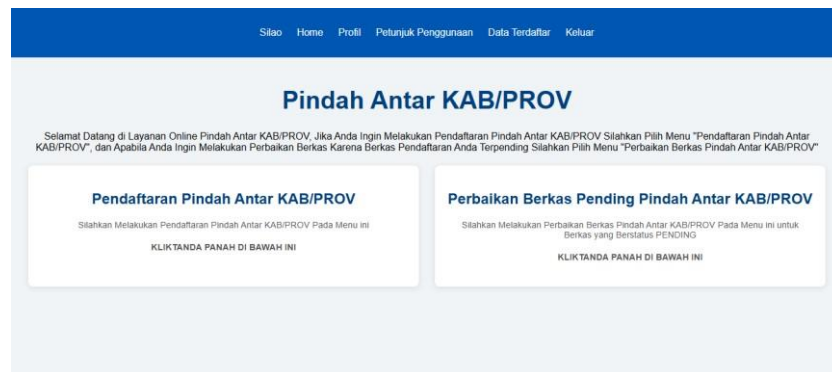 Silao Home Profil Petunjuk Penggunaan Data Terdaftar Keluar
Pindah Antar KAB/PROV
Selamat Datang di Layanan Online Pindah Antar KAB/PROV, Jika Anda Ingin Melakukan Pendaftaran Pindah Antar KAB/PROV Silahkan Pilih Menu "Pendaftaran Pindah Antar
KAB/PROV", dan Apabila Anda Ingin Melakukan Perbaikan Berkas Karena Berkas Pendaftaran Anda Terpending Silahkan Pilih Menu "Perbaikan Berkas Pindah Antar KAB/PROV"
Pendaftaran Pindah Antar KAB/PROV
Silahkan Melakukan Pendaftaran Pindah Antar KAB/PROV Pada Menu ini
KLIKTANDA PANAH DI BAWAH INI
Perbaikan Berkas Pending Pindah Antar KAB/PROV
Silahkan Melakukan Perbaikan Berkas Pindah Antar KAB/PROV Pada Menu ini untuk
Berkas yang Berstatus PENDING
KLIKTANDA PANAH DI BAWAH INI